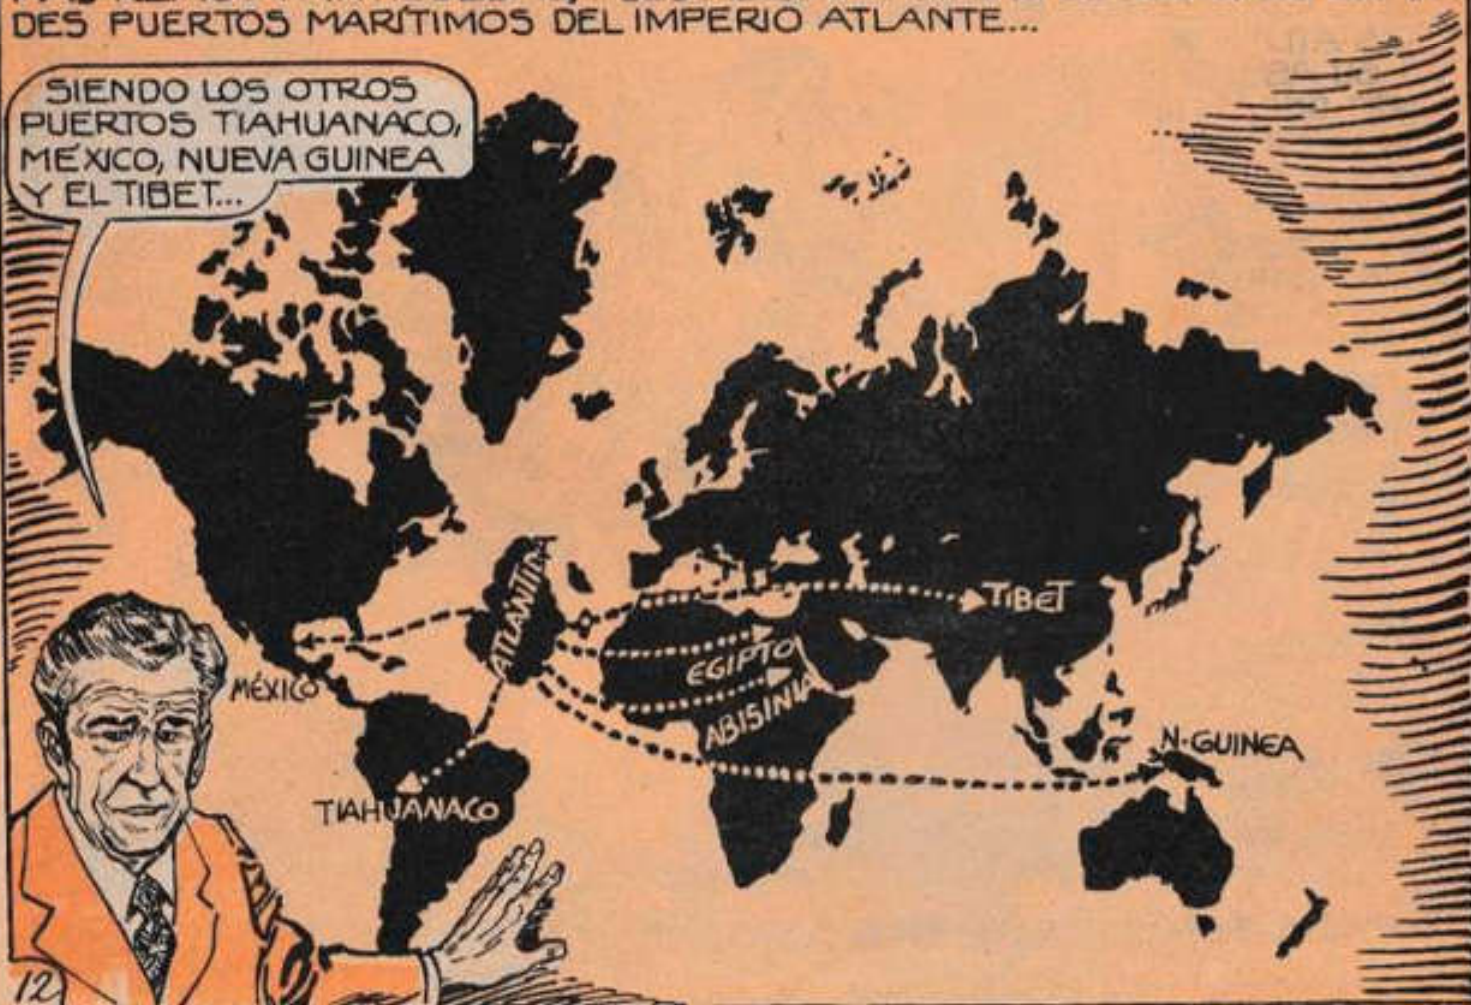 DES PUERTOS MARÍTIMOS DEL IMPERIO ATLANTE...
SIENDO LOS OTROS
PUERTOS TIAHUANACO,
MÉXICO, NUEVA GUINEA
Y EL TIBET...
ATLÁNTIDA
TIBET
EGIPTO
MÉXICO
ABISINIA
N-GUINEA
TIAHUANACO
12